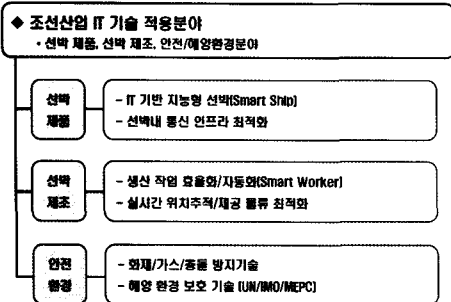 ◆ 조선산업 IT 기술 적용분야
• 선박 제품, 선박 제조, 안전/해양환경분야
선박
제품
– IT 기반 지능형 선박(Smart Ship)
– 선박내 통신 인프라 최적화
선박
제조
– 생산 작업 효율화/자동화(Smart Worker)
– 실시간 위치추적/재공 물류 최적화
안전
환경
– 화재/가스/충돌 방지기술
– 해양 환경 보호 기술 (UN/IMO/MEPC)